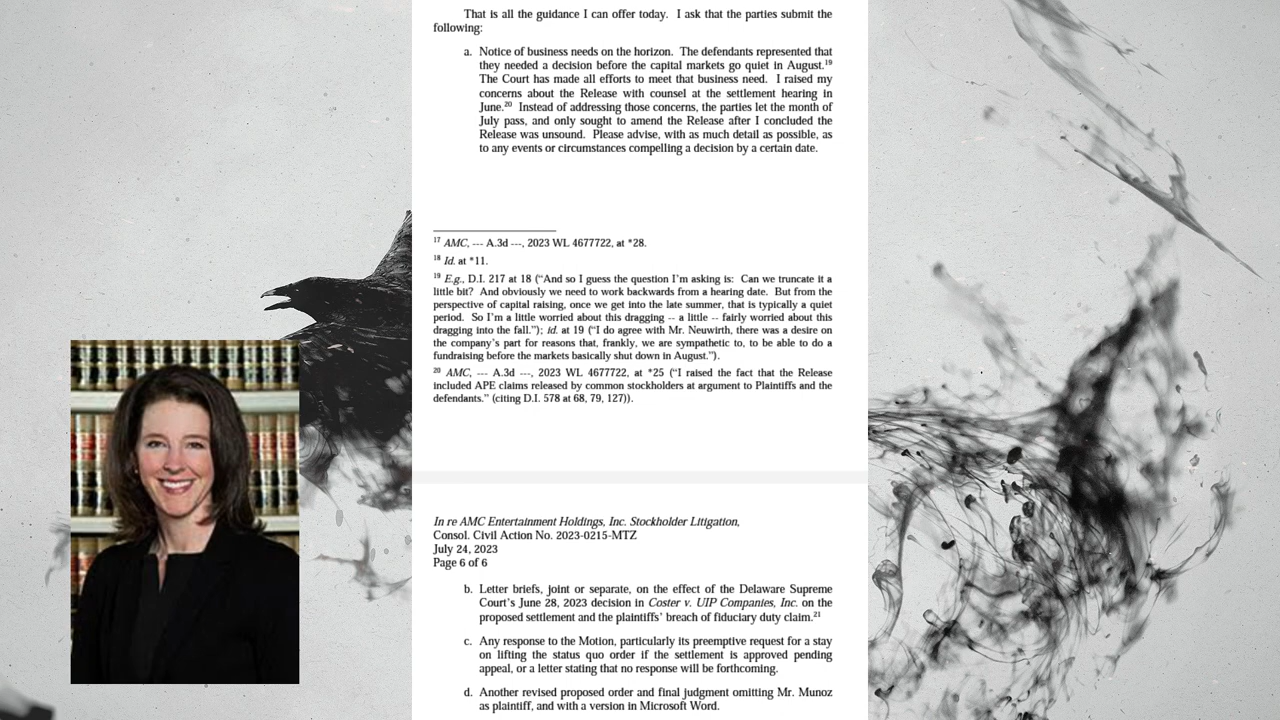 That is all the guidance I can offer today. I ask that the parties submit the
following:
a. Notice of business needs on the horizon. The defendants represented that
they needed a decision before the capital markets go quiet in August.19
The Court has made all efforts to meet that business need. I raised my
concerns about the Release with counsel at the settlement hearing in
June.20 Instead of addressing those concerns, the parties let the month of
July pass, and only sought to amend the Release after I concluded the
Release was unsound. Please advise, with as much detail as possible, as
to any events or circumstances compelling a decision by a certain date.
17 AMC, --- A.3d ---, 2023 WL 4677722, at *28.
18 Id. at *11.
19 E.g., D.I. 217 at 18 (“And so I guess the question I’m asking is: Can we truncate it a
little bit? And obviously we need to work backwards from a hearing date. But from the
perspective of capital raising, once we get into the late summer, that is typically a quiet
period. So I’m a little worried about this dragging -- a little -- fairly worried about this
dragging into the fall.”); id. at 19 (“I do agree with Mr. Neuwirth, there was a desire on
the company’s part for reasons that, frankly, we are sympathetic to, to be able to do a
fundraising before the markets basically shut down in August.”).
20 AMC, --- A.3d ---, 2023 WL 4677722, at *25 (“I raised the fact that the Release
included APE claims released by common stockholders at argument to Plaintiffs and the
defendants.” (citing D.I. 578 at 68, 79, 127)).
In re AMC Entertainment Holdings, Inc. Stockholder Litigation,
Consol. Civil Action No. 2023-0215-MTZ
July 24, 2023
Page 6 of 6
b. Letter briefs, joint or separate, on the effect of the Delaware Supreme
Court’s June 28, 2023 decision in Coster v. UIP Companies, Inc. on the
proposed settlement and the plaintiffs’ breach of fiduciary duty claim.21
c. Any response to the Motion, particularly its preemptive request for a stay
on lifting the status quo order if the settlement is approved pending
appeal, or a letter stating that no response will be forthcoming.
d. Another revised proposed order and final judgment omitting Mr. Munoz
as plaintiff, and with a version in Microsoft Word.